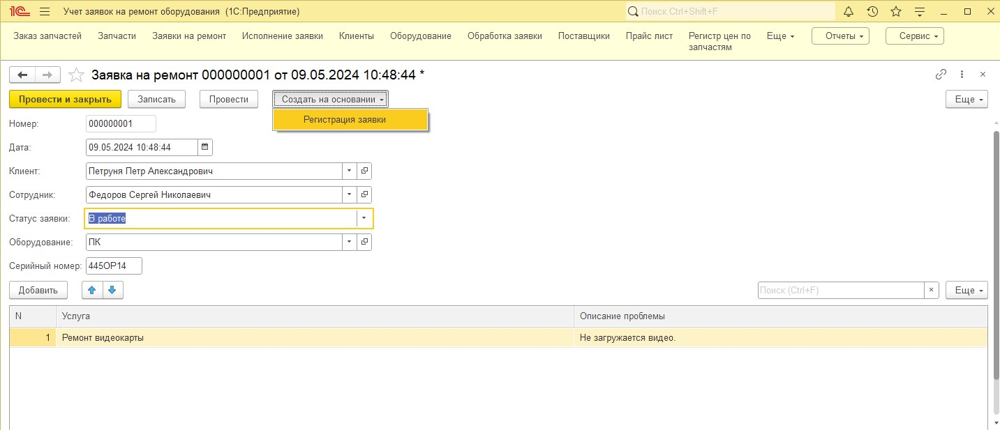 1С Учет заявок на ремонт оборудования (1С:Предприятие) Поиск Ctrl+Shift+F
Заказ запчастей Запчасти Заявки на ремонт Исполнение заявки Клиенты Оборудование Обработка заявки Поставщики Прайс лист Регистр цен по запчастям Еще Отчеты Сервис
Заявка на ремонт 000000001 от 09.05.2024 10:48:44 *
Провести и закрыть Записать Провести Создать на основании Еще
Регистрация заявки
Номер: 000000001
Дата: 09.05.2024 10:48:44
Клиент: Петруня Петр Александрович
Сотрудник: Федоров Сергей Николаевич
Статус заявки: В работе
Оборудование: ПК
Серийный номер: 445ОР14
Добавить Поиск (Ctrl+F) × Еще
N Услуга Описание проблемы
1 Ремонт видеокарты Не загружается видео.